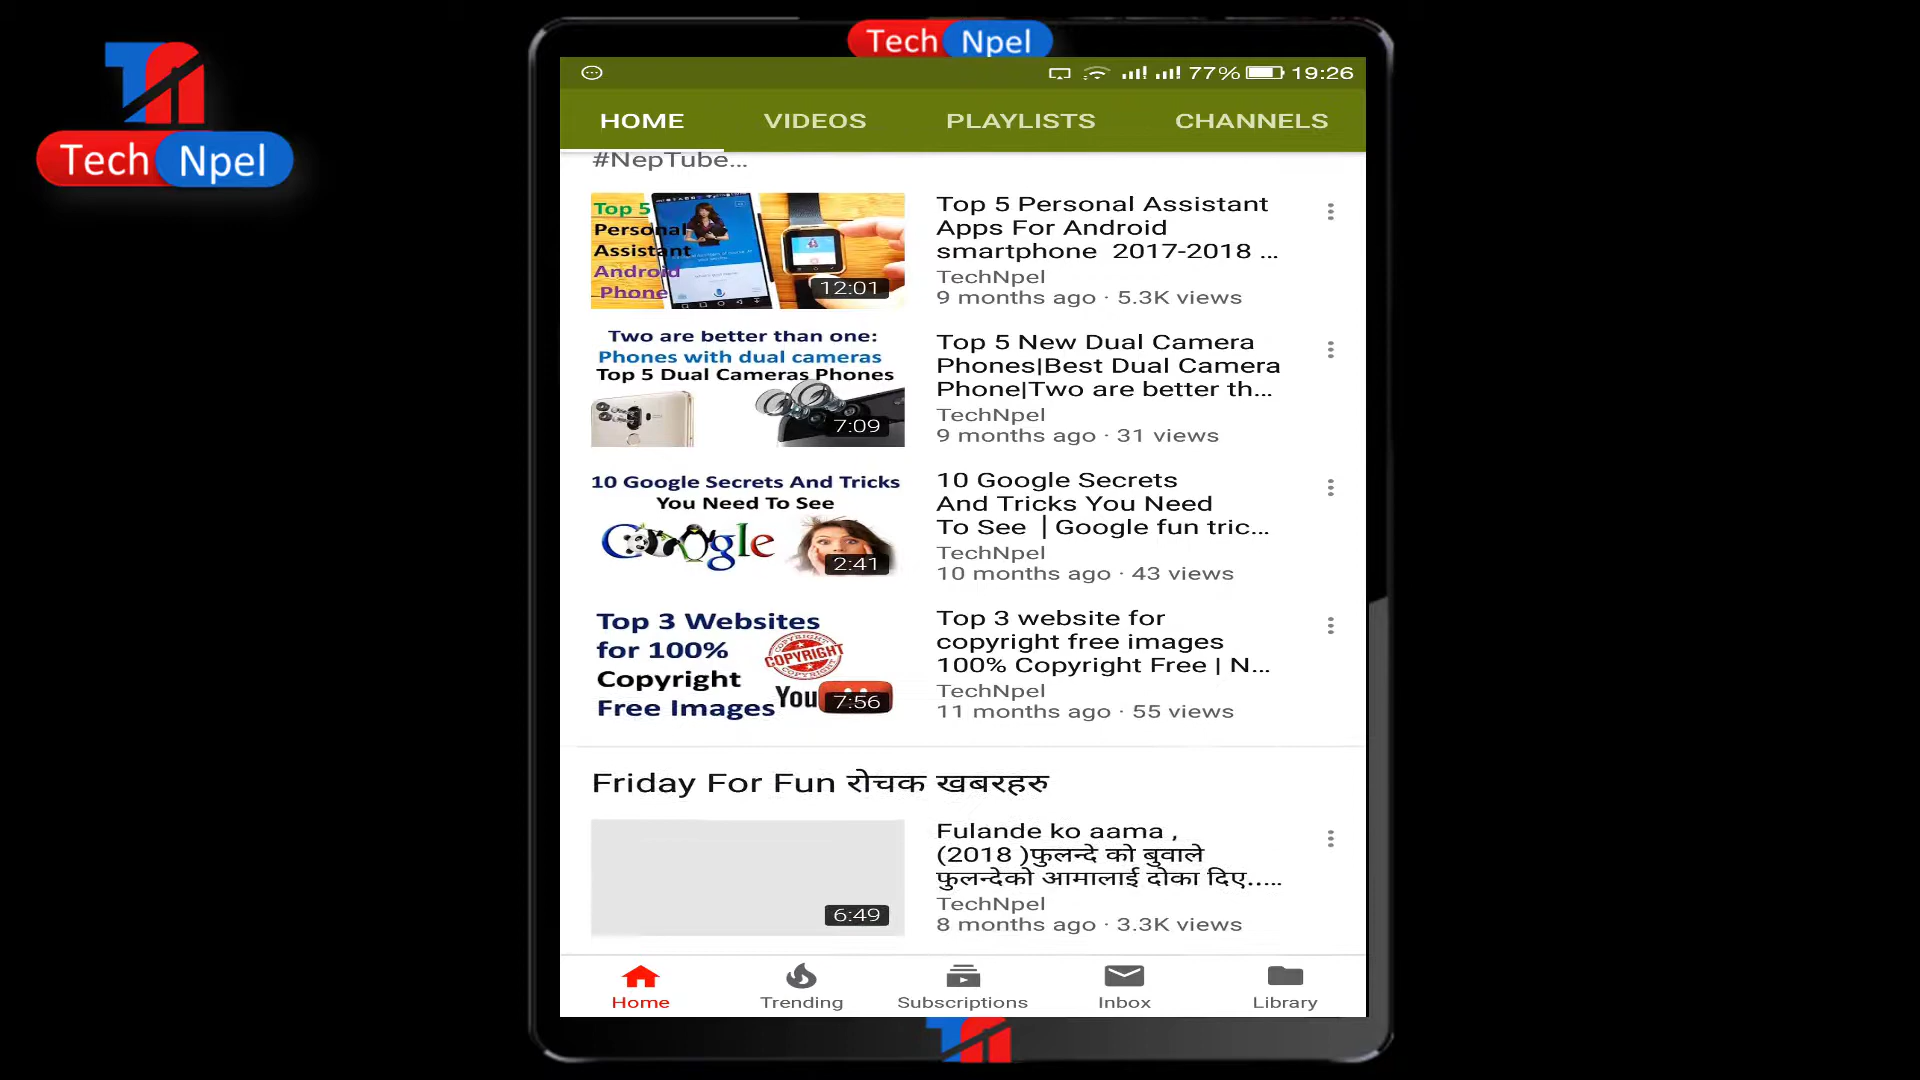 Tech Npel
Tech Npel
77% 19:26
HOME VIDEOS PLAYLISTS CHANNELS
#NepTube...
Top 5
Personal
Assistant
Android
Phone
12:01
Top 5 Personal Assistant
Apps For Android
smartphone 2017-2018 ...
TechNpel
9 months ago · 5.3K views
Two are better than one:
Phones with dual cameras
Top 5 Dual Cameras Phones
7:09
Top 5 New Dual Camera
Phones|Best Dual Camera
Phone|Two are better th...
TechNpel
9 months ago · 31 views
10 Google Secrets And Tricks
You Need To See
Google
2:41
10 Google Secrets
And Tricks You Need
To See | Google fun tric...
TechNpel
10 months ago · 43 views
Top 3 Websites
for 100%
Copyright
Free Images
COPYRIGHT
You
7:56
Top 3 website for
copyright free images
100% Copyright Free | N...
TechNpel
11 months ago · 55 views
Friday For Fun रोचक खबरहरु
6:49
Fulande ko aama ,
(2018 )फुलन्दे को बुवाले
फुलन्देको आमालाई दोका दिए.....
TechNpel
8 months ago · 3.3K views
Home Trending Subscriptions Inbox Library